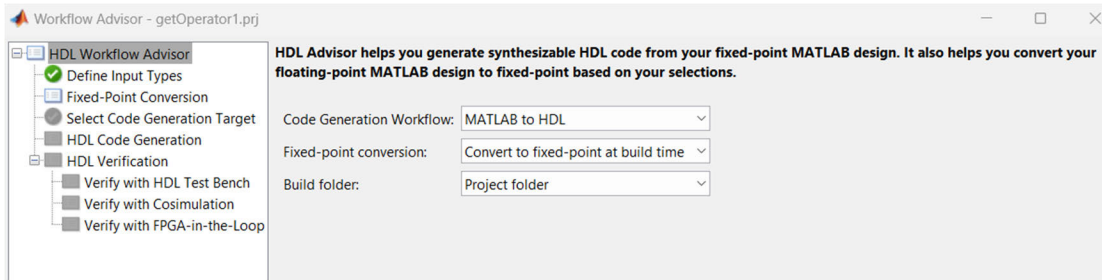 Workflow Advisor - getOperator1.prj
HDL Workflow Advisor
Define Input Types
Fixed-Point Conversion
Select Code Generation Target
HDL Code Generation
HDL Verification
Verify with HDL Test Bench
Verify with Cosimulation
Verify with FPGA-in-the-Loop
HDL Advisor helps you generate synthesizable HDL code from your fixed-point MATLAB design. It also helps you convert your
floating-point MATLAB design to fixed-point based on your selections.
Code Generation Workflow: MATLAB to HDL
Fixed-point conversion: Convert to fixed-point at build time
Build folder: Project folder